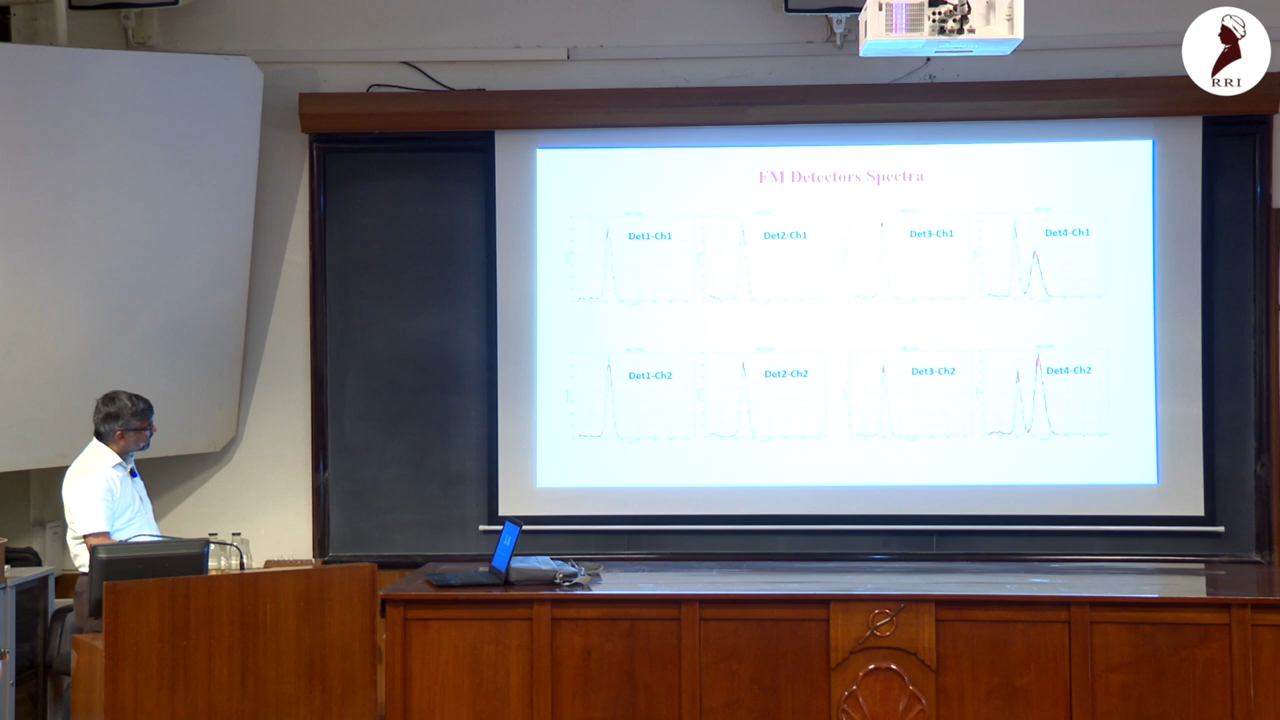 RRI
FM Detectors Spectra
Det1-Ch1
Det2-Ch1
Det3-Ch1
Det4-Ch1
Det1-Ch2
Det2-Ch2
Det3-Ch2
Det4-Ch2